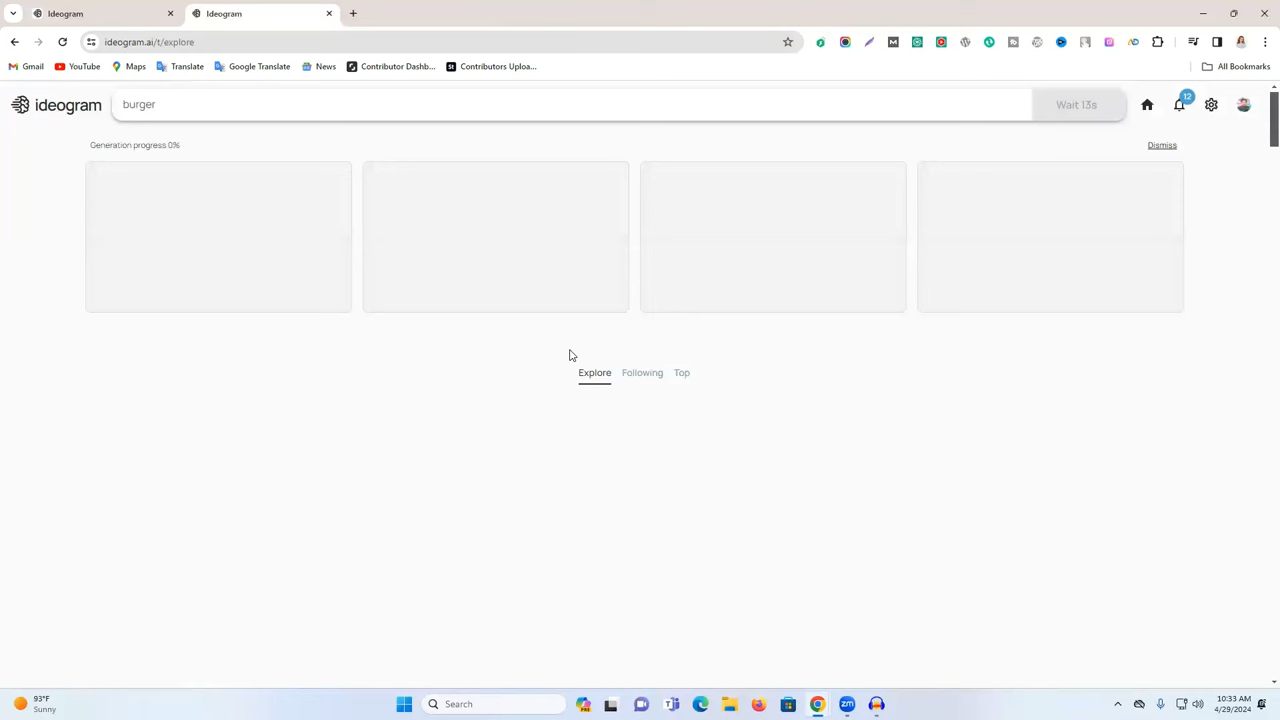 Ideogram
Ideogram
ideogram.ai/t/explore
Gmail YouTube Maps Translate Google Translate News Contributor Dashb... Contributors Uploa... All Bookmarks
ideogram burger Wait 13s 12
Generation progress 0% Dismiss
Explore Following Top
93°F
Sunny
Search
zm
10:33 AM
4/29/2024